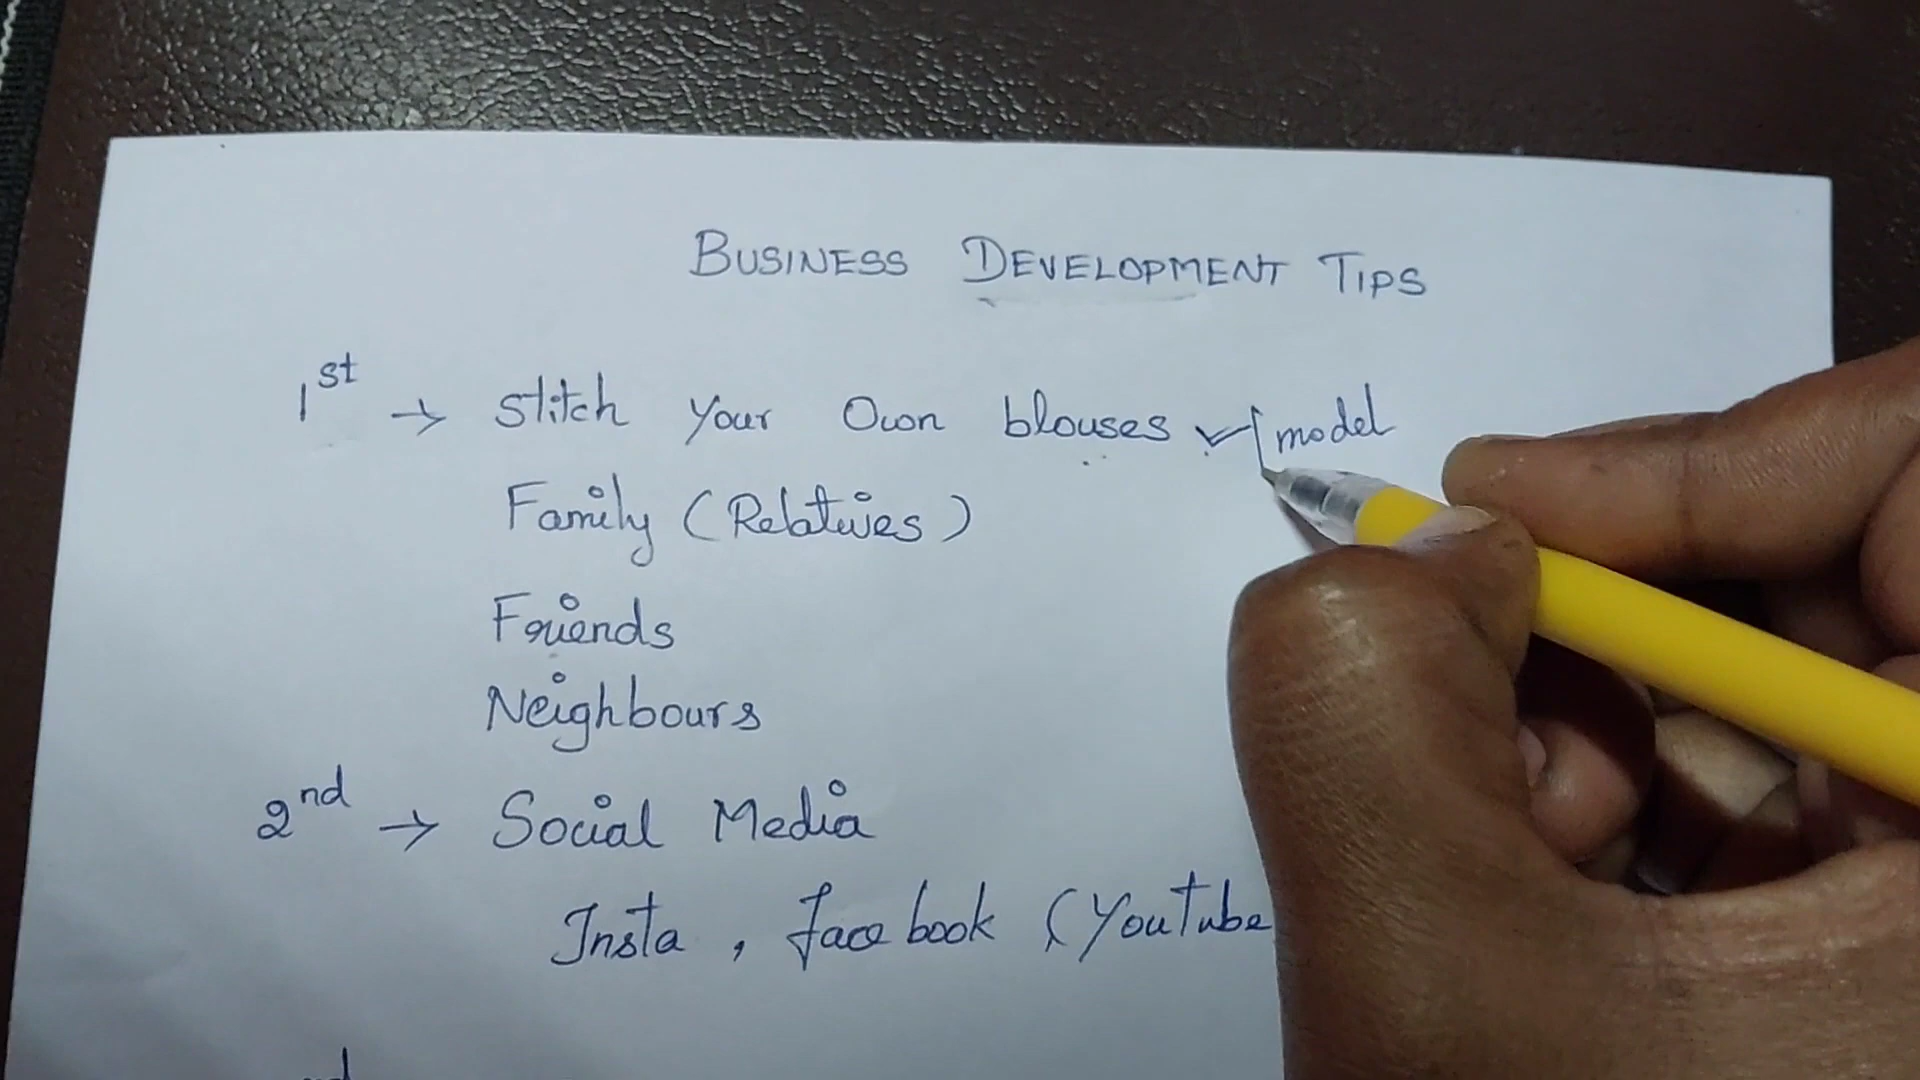 BUSINESS DEVELOPMENT TIPS
1st → Stitch Your Own blouses ✓ [model
Family (Relatives)
Friends
Neighbours
2nd → Social Media
Insta, facebook (YouTube